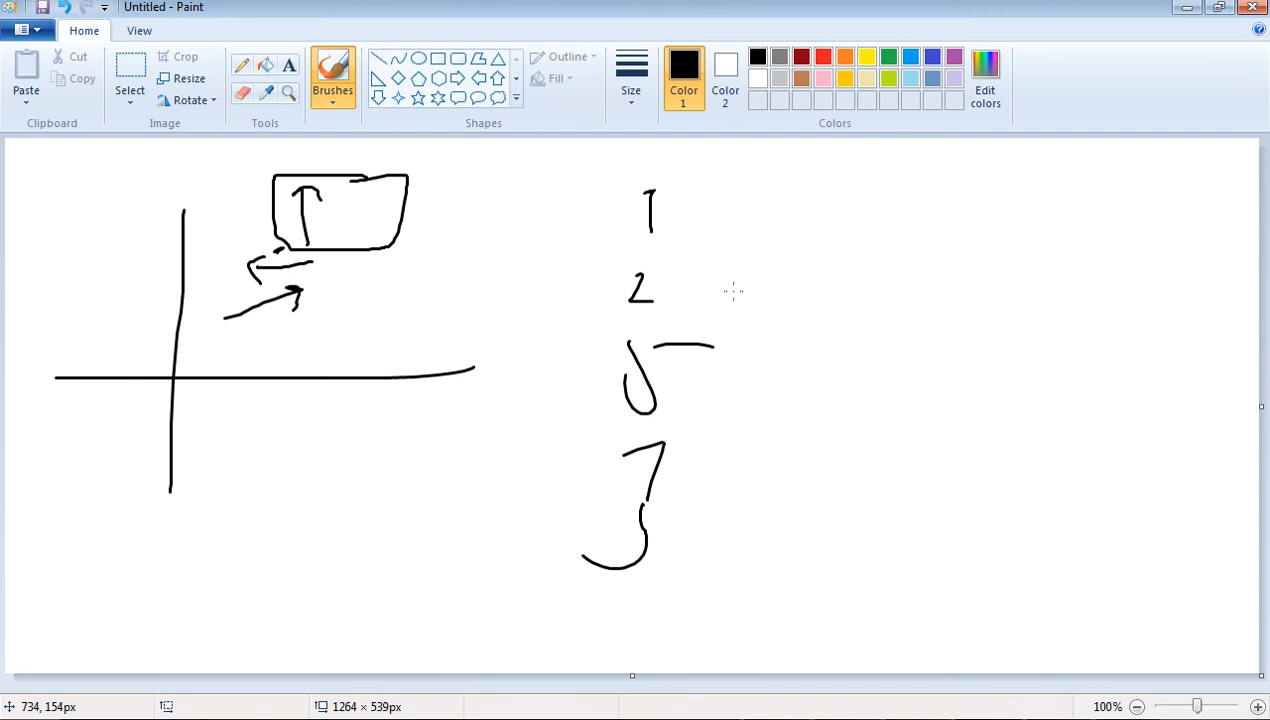 Untitled - Paint
Home
View
Paste
Cut
Copy
Clipboard
Select
Crop
Resize
Rotate
Image
A
Tools
Brushes
Outline
Fill
Shapes
Size
Color 1
Color 2
Edit colors
Colors
1
2
734, 154px
1264 × 539px
100%